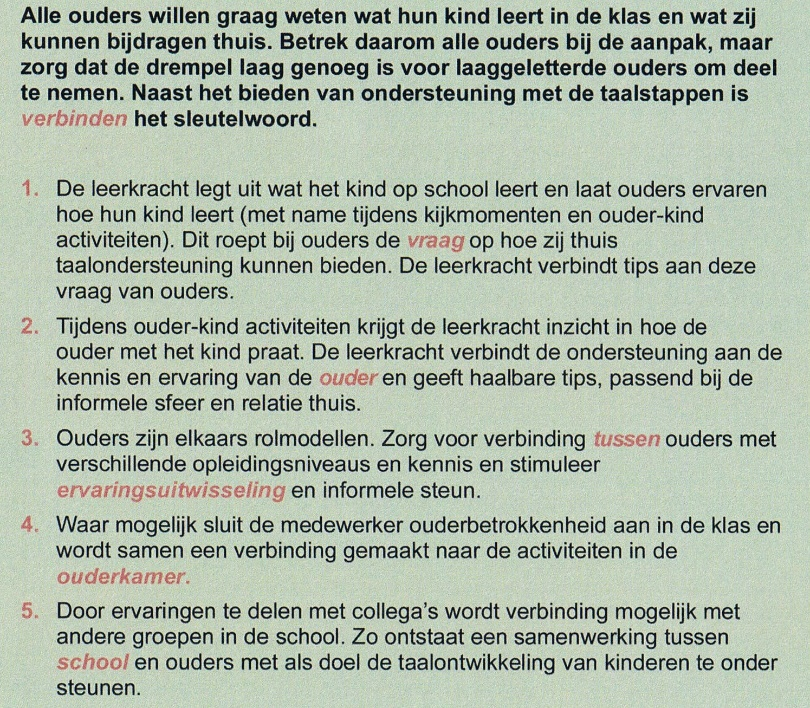 Alle ouders willen graag weten wat hun kind leert in de klas en wat zij
kunnen bijdragen thuis. Betrek daarom alle ouders bij de aanpak, maar
zorg dat de drempel laag genoeg is voor laaggeletterde ouders om deel
te nemen. Naast het bieden van ondersteuning met de taalstappen is
verbinden het sleutelwoord.
1. De leerkracht legt uit wat het kind op school leert en laat ouders ervaren
hoe hun kind leert (met name tijdens kijkmomenten en ouder-kind
activiteiten). Dit roept bij ouders de vraag op hoe zij thuis
taalondersteuning kunnen bieden. De leerkracht verbindt tips aan deze
vraag van ouders.
2. Tijdens ouder-kind activiteiten krijgt de leerkracht inzicht in hoe de
ouder met het kind praat. De leerkracht verbindt de ondersteuning aan de
kennis en ervaring van de ouder en geeft haalbare tips, passend bij de
informele sfeer en relatie thuis.
3. Ouders zijn elkaars rolmodellen. Zorg voor verbinding tussen ouders met
verschillende opleidingsniveaus en kennis en stimuleer
ervaringsuitwisseling en informele steun.
4. Waar mogelijk sluit de medewerker ouderbetrokkenheid aan in de klas en
wordt samen een verbinding gemaakt naar de activiteiten in de
ouderkamer.
5. Door ervaringen te delen met collega's wordt verbinding mogelijk met
andere groepen in de school. Zo ontstaat een samenwerking tussen
school en ouders met als doel de taalontwikkeling van kinderen te onder
steunen.